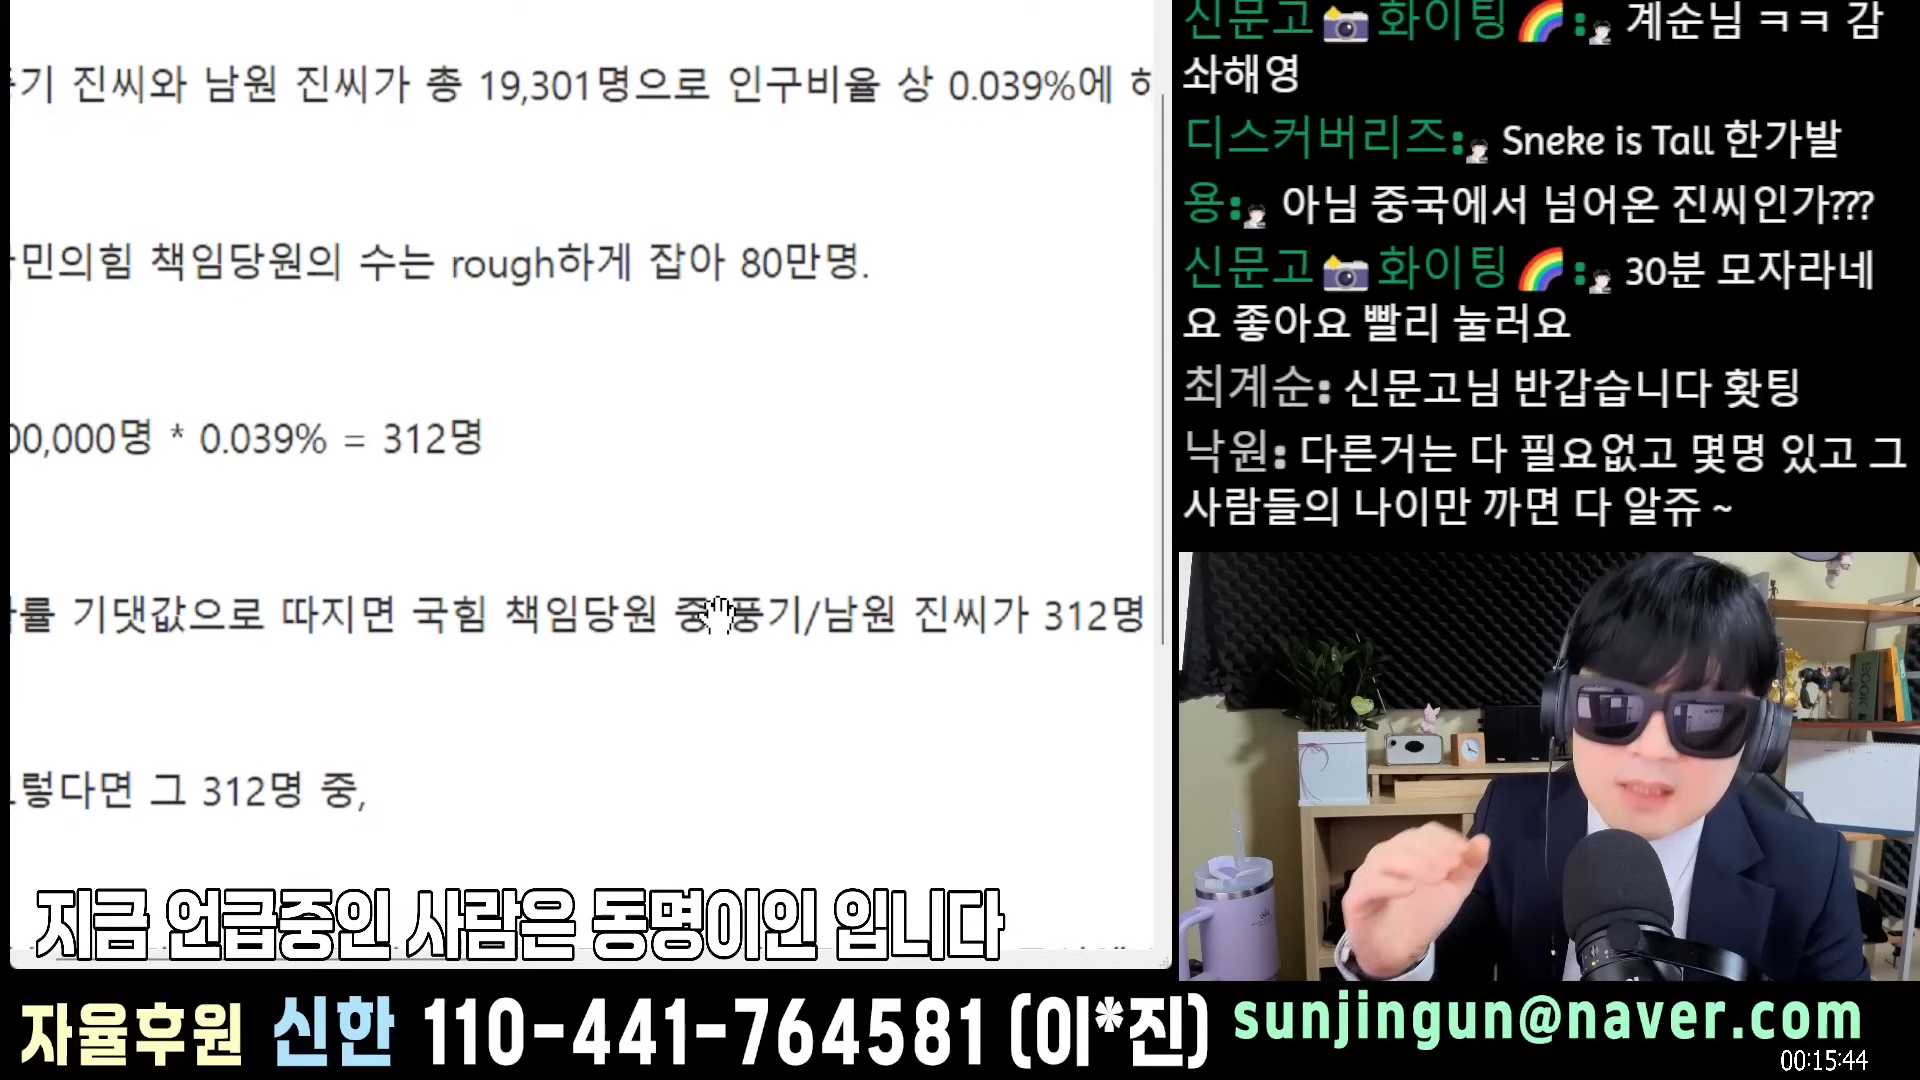 기 진씨와 남원 진씨가 총 19,301명으로 인구비율 상 0.039%에
민의힘 책임당원의 수는 rough하게 잡아 80만명.
00,000명 * 0.039% = 312명
률 기댓값으로 따지면 국힘 책임당원 중 풍기/남원 진씨가 312명
렇다면 그 312명 중,
지금 언급중인 사람은 동명이인 입니다
신문고📸화이팅🌈: 계순님 ㅋㅋ 감
솨해영
디스커버리즈: Sneke is Tall 한가발
용: 아님 중국에서 넘어온 진씨인가???
신문고📸화이팅🌈: 30분 모자라네
요 좋아요 빨리 눌러요
최계순: 신문고님 반갑습니다 홧팅
낙원: 다른거는 다 필요없고 몇명 있고 그
사람들의 나이만 까면 다 알쥬 ~
자율후원 신한 110-441-764581 (이*진)
sunjingun@naver.com
00:15:44